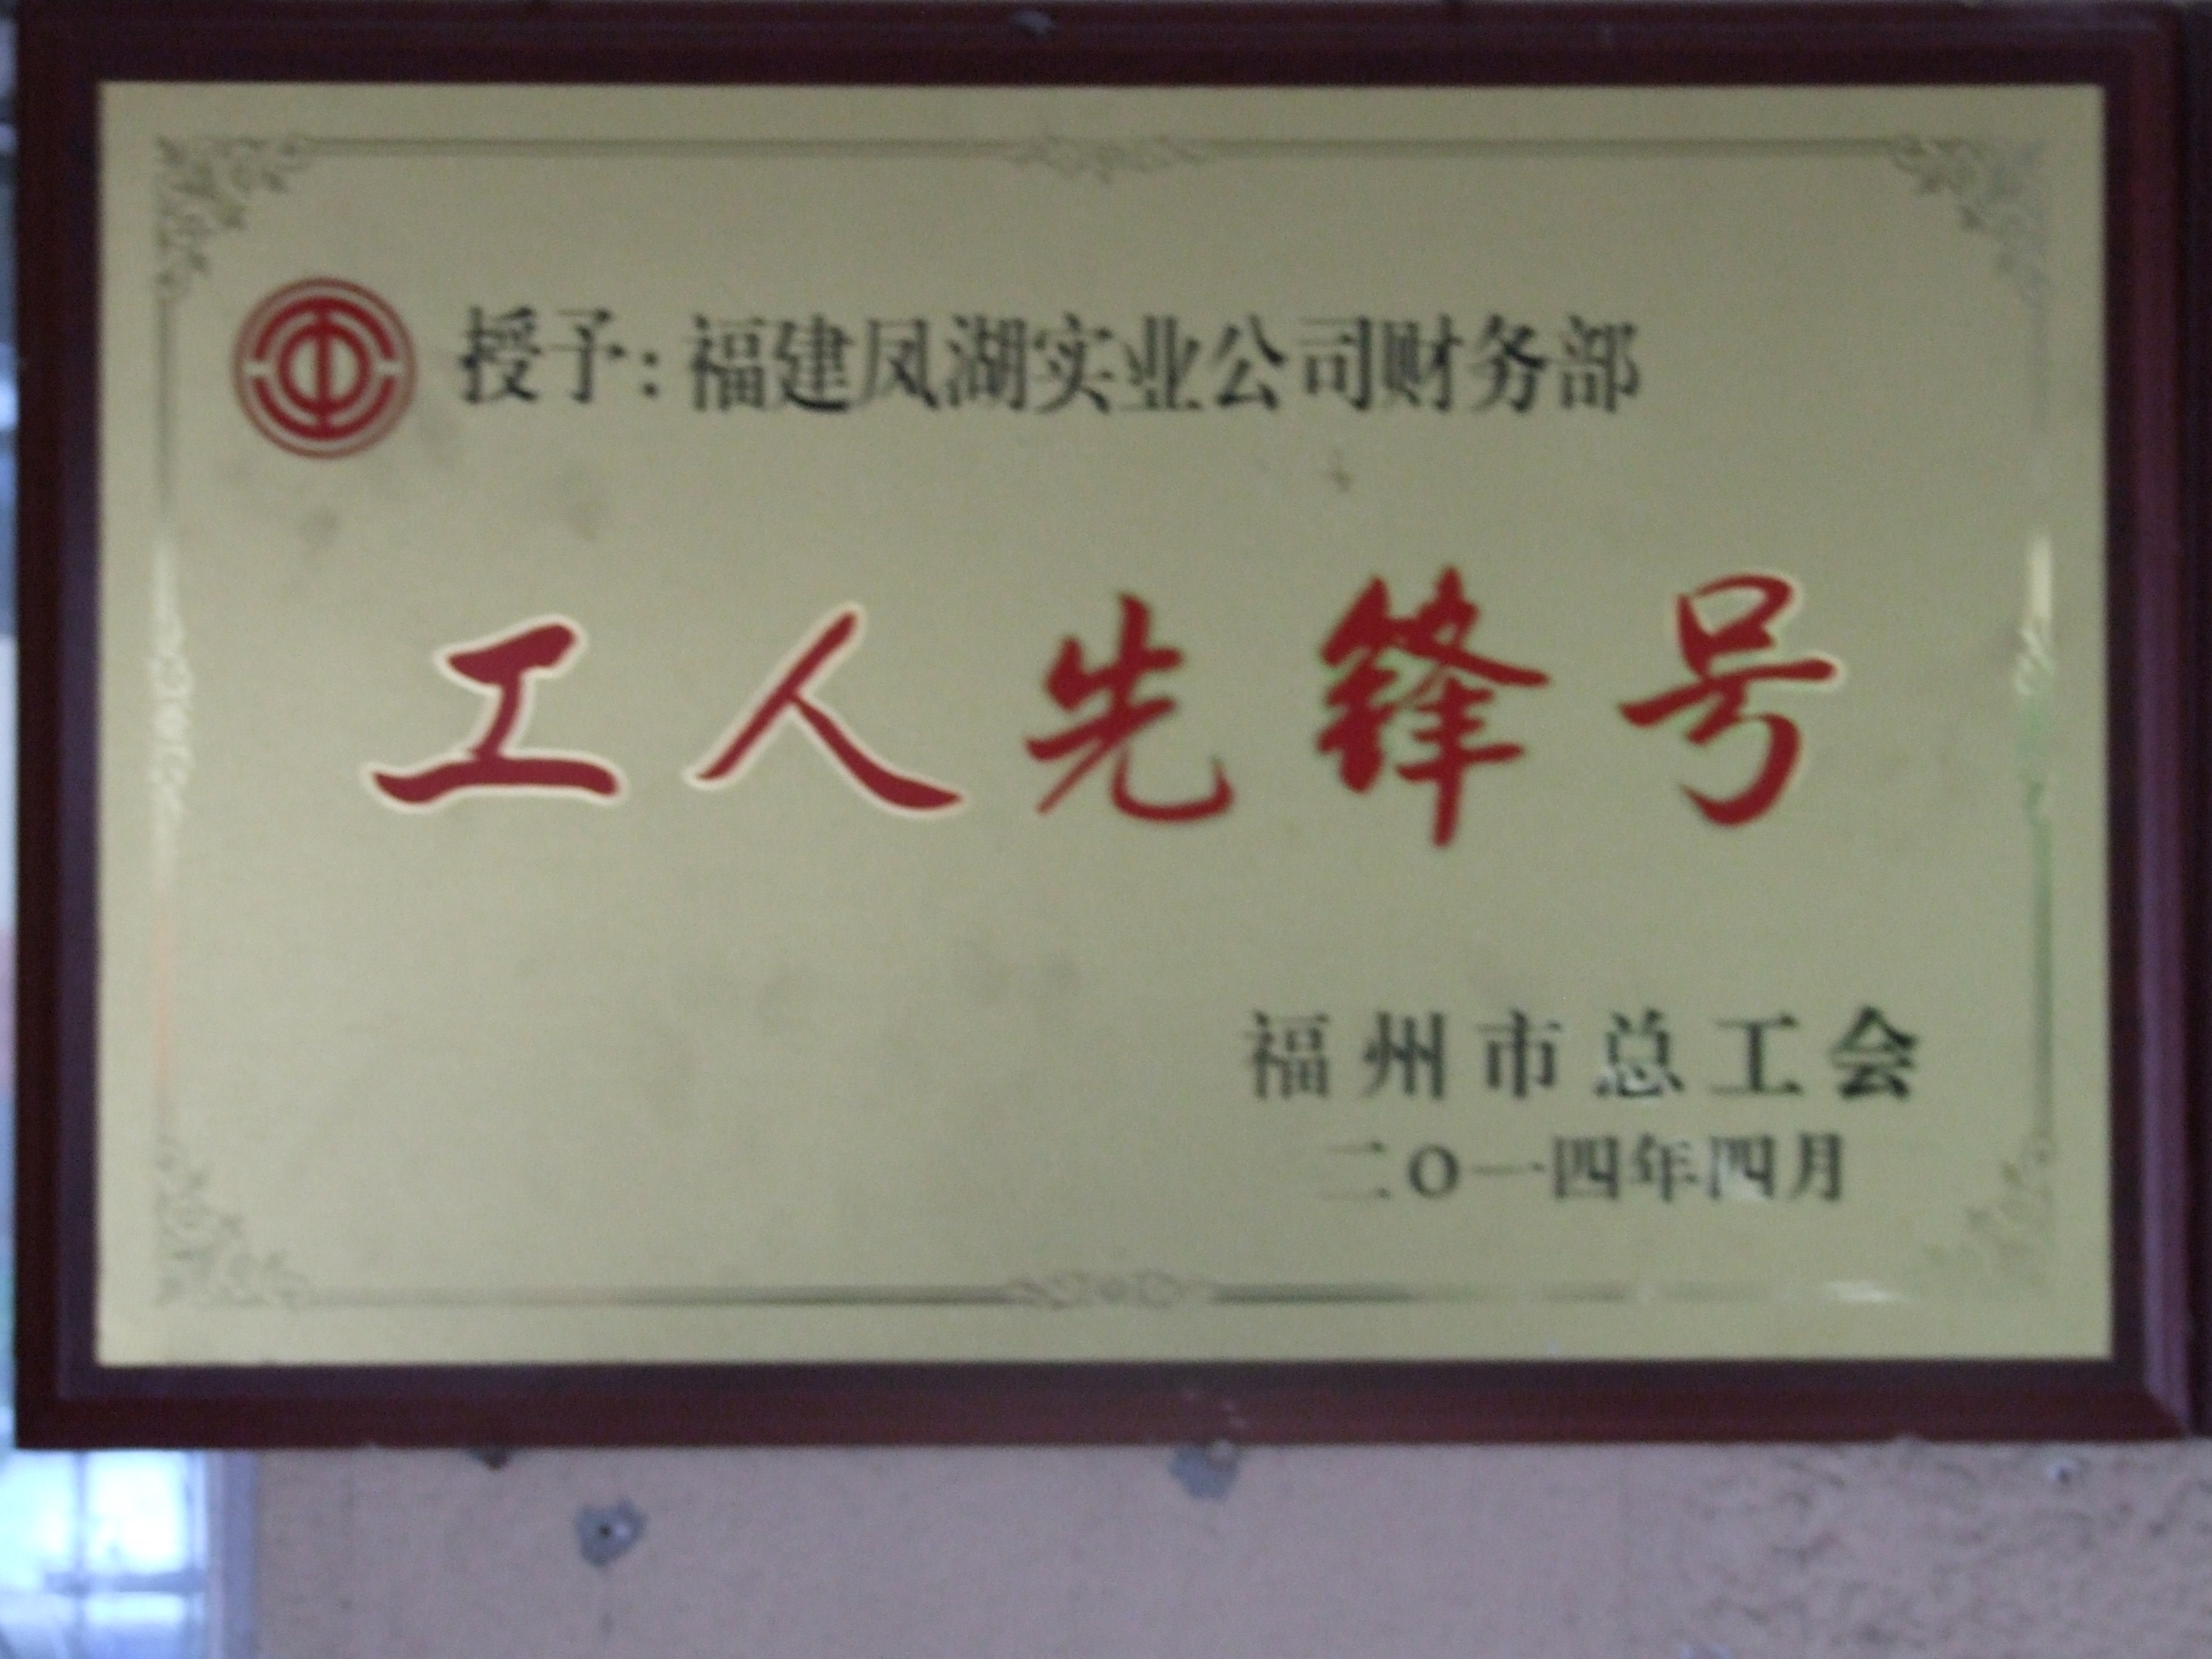 授予：福建凤湖实业公司财务部
工人先锋号
福州市总工会
二O一四年四月